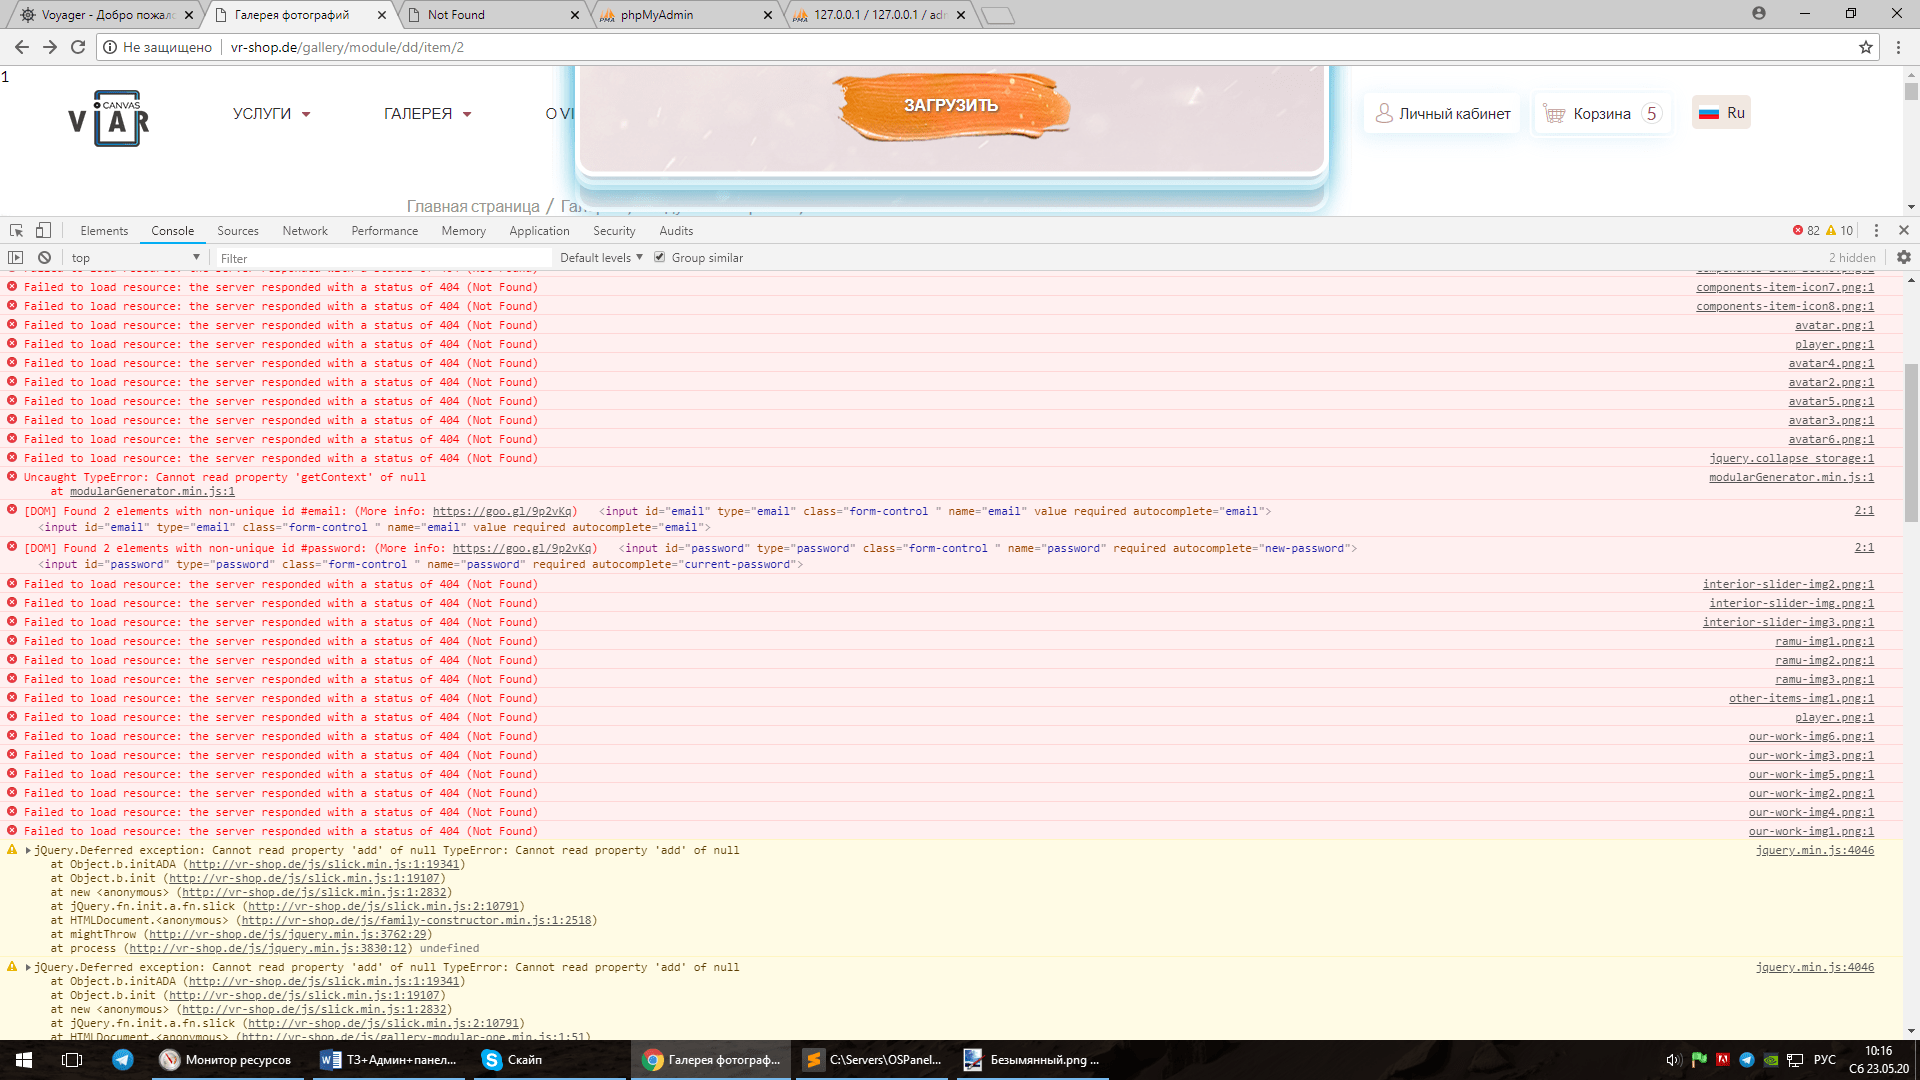 Voyager - Добро пожал
Галерея фотографий
Not Found
phpMyAdmin
127.0.0.1 / 127.0.0.1 / adm
Не защищено
vr-shop.de/gallery/module/dd/item/2
1
CANVAS
VIAR
УСЛУГИ
ГАЛЕРЕЯ
О VI
ЗАГРУЗИТЬ
Личный кабинет
Корзина 5
Ru
Главная страница /
Elements Console Sources Network Performance Memory Application Security Audits
82 10
top
Filter
Default levels
Group similar
2 hidden
Failed to load resource: the server responded with a status of 404 (Not Found) components-item-icon7.png:1
Failed to load resource: the server responded with a status of 404 (Not Found) components-item-icon8.png:1
Failed to load resource: the server responded with a status of 404 (Not Found) avatar.png:1
Failed to load resource: the server responded with a status of 404 (Not Found) player.png:1
Failed to load resource: the server responded with a status of 404 (Not Found) avatar4.png:1
Failed to load resource: the server responded with a status of 404 (Not Found) avatar2.png:1
Failed to load resource: the server responded with a status of 404 (Not Found) avatar5.png:1
Failed to load resource: the server responded with a status of 404 (Not Found) avatar3.png:1
Failed to load resource: the server responded with a status of 404 (Not Found) avatar6.png:1
Failed to load resource: the server responded with a status of 404 (Not Found) jquery.collapse_storage:1
Uncaught TypeError: Cannot read property 'getContext' of null modularGenerator.min.js:1
at modularGenerator.min.js:1
[DOM] Found 2 elements with non-unique id #email: (More info: https://goo.gl/9p2vKq) <input id="email" type="email" class="form-control " name="email" value required autocomplete="email"> 2:1
<input id="email" type="email" class="form-control " name="email" value required autocomplete="email">
[DOM] Found 2 elements with non-unique id #password: (More info: https://goo.gl/9p2vKq) <input id="password" type="password" class="form-control " name="password" required autocomplete="new-password"> 2:1
<input id="password" type="password" class="form-control " name="password" required autocomplete="current-password">
Failed to load resource: the server responded with a status of 404 (Not Found) interior-slider-img2.png:1
Failed to load resource: the server responded with a status of 404 (Not Found) interior-slider-img.png:1
Failed to load resource: the server responded with a status of 404 (Not Found) interior-slider-img3.png:1
Failed to load resource: the server responded with a status of 404 (Not Found) ramu-img1.png:1
Failed to load resource: the server responded with a status of 404 (Not Found) ramu-img2.png:1
Failed to load resource: the server responded with a status of 404 (Not Found) ramu-img3.png:1
Failed to load resource: the server responded with a status of 404 (Not Found) other-items-img1.png:1
Failed to load resource: the server responded with a status of 404 (Not Found) player.png:1
Failed to load resource: the server responded with a status of 404 (Not Found) our-work-img6.png:1
Failed to load resource: the server responded with a status of 404 (Not Found) our-work-img3.png:1
Failed to load resource: the server responded with a status of 404 (Not Found) our-work-img5.png:1
Failed to load resource: the server responded with a status of 404 (Not Found) our-work-img2.png:1
Failed to load resource: the server responded with a status of 404 (Not Found) our-work-img4.png:1
Failed to load resource: the server responded with a status of 404 (Not Found) our-work-img1.png:1
jQuery.Deferred exception: Cannot read property 'add' of null TypeError: Cannot read property 'add' of null jquery.min.js:4046
at Object.b.initADA (http://vr-shop.de/js/slick.min.js:1:19341)
at Object.b.init (http://vr-shop.de/js/slick.min.js:1:19107)
at new <anonymous> (http://vr-shop.de/js/slick.min.js:1:2832)
at jQuery.fn.init.a.fn.slick (http://vr-shop.de/js/slick.min.js:2:10791)
at HTMLDocument.<anonymous> (http://vr-shop.de/js/family-constructor.min.js:1:2518)
at mightThrow (http://vr-shop.de/js/jquery.min.js:3762:29)
at process (http://vr-shop.de/js/jquery.min.js:3830:12) undefined
jQuery.Deferred exception: Cannot read property 'add' of null TypeError: Cannot read property 'add' of null jquery.min.js:4046
at Object.b.initADA (http://vr-shop.de/js/slick.min.js:1:19341)
at Object.b.init (http://vr-shop.de/js/slick.min.js:1:19107)
at new <anonymous> (http://vr-shop.de/js/slick.min.js:1:2832)
at jQuery.fn.init.a.fn.slick (http://vr-shop.de/js/slick.min.js:2:10791)
at HTMLDocument.<anonymous> (http://vr-shop.de/js/gallery-modular-one.min.js:1:51)
Монитор ресурсов
ТЗ+Админ+панел...
Скайп
Галерея фотограф...
C:\Servers\OSPanel...
Безымянный.png ...
РУС
10:16
Сб 23.05.20